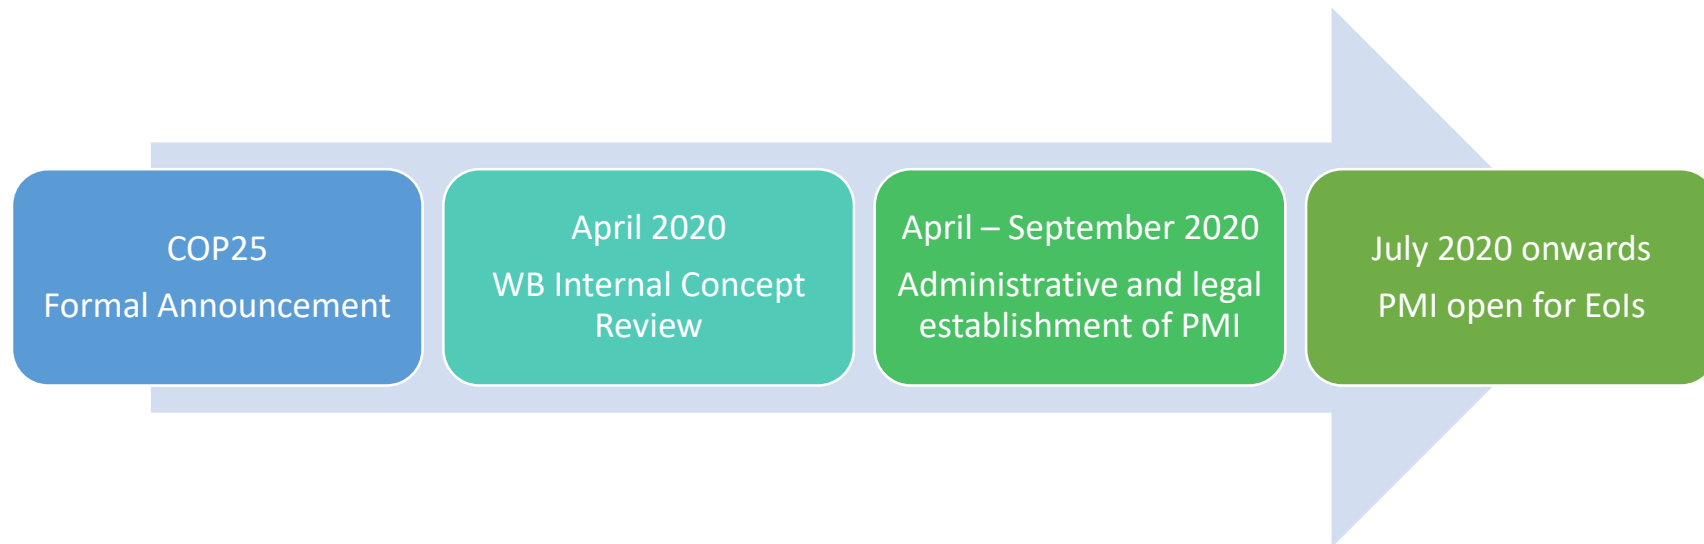 COP25
Formal Announcement
April 2020
WB Internal Concept
Review
April – September 2020
Administrative and legal
establishment of PMI
July 2020 onwards
PMI open for EoIs